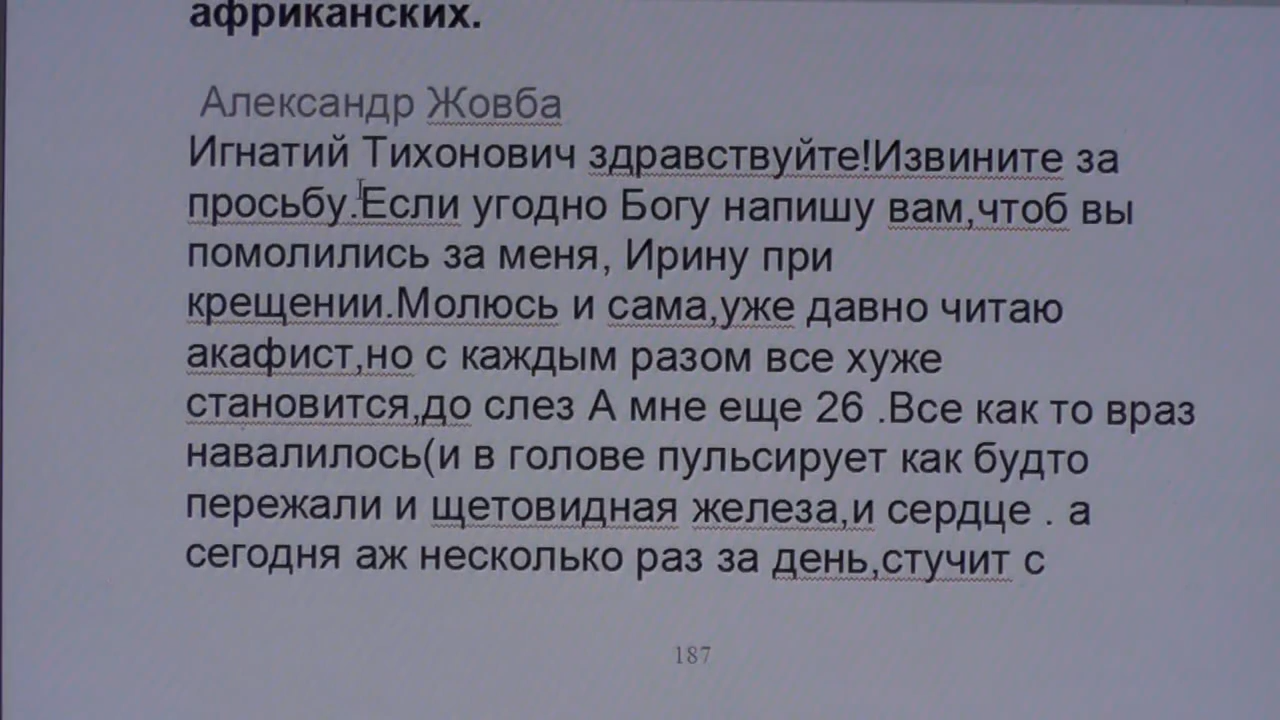 африканских.
Александр Жовба
Игнатий Тихонович здравствуйте!Извините за
просьбу.Если угодно Богу напишу вам,чтоб вы
помолились за меня, Ирину при
крещении.Молюсь и сама,уже давно читаю
акафист,но с каждым разом все хуже
становится,до слез А мне еще 26 .Все как то враз
навалилось(и в голове пульсирует как будто
пережали и щетовидная железа,и сердце . а
сегодня аж несколько раз за день,стучит с
187